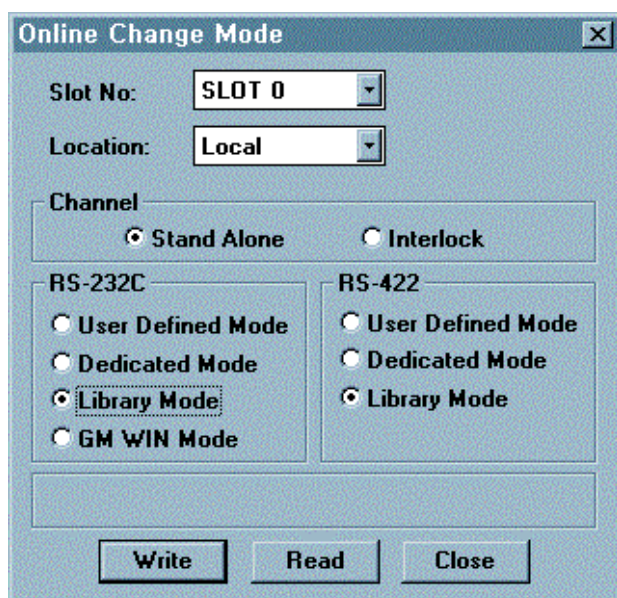 Online Change Mode
Slot No: SLOT 0
Location: Local
Channel
Stand Alone Interlock
RS-232C
User Defined Mode
Dedicated Mode
Library Mode
GM WIN Mode
RS-422
User Defined Mode
Dedicated Mode
Library Mode
Write Read Close